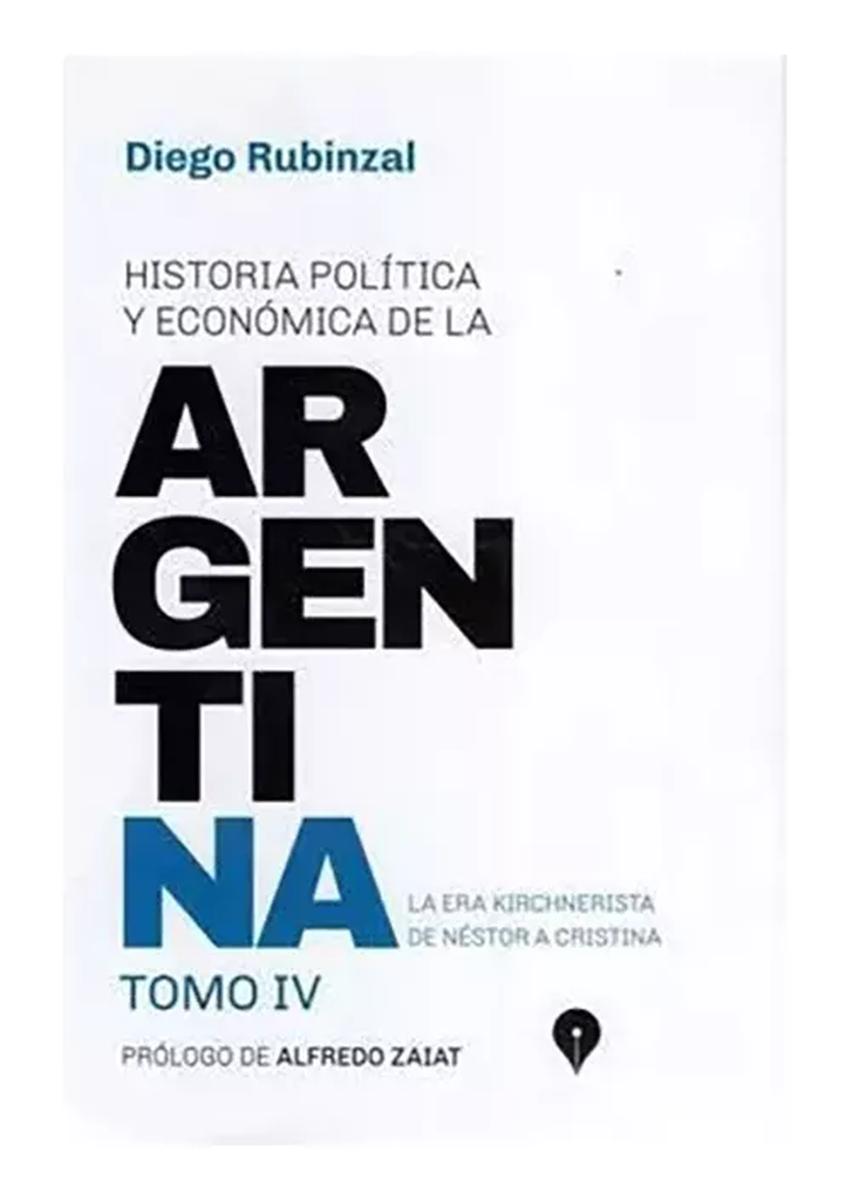 Diego Rubinzal
HISTORIA POLÍTICA
Y ECONÓMICA DE LA
AR
GEN
TI
NA
LA ERA KIRCHNERISTA
DE NÉSTOR A CRISTINA
TOMO IV
PRÓLOGO DE ALFREDO ZAIAT